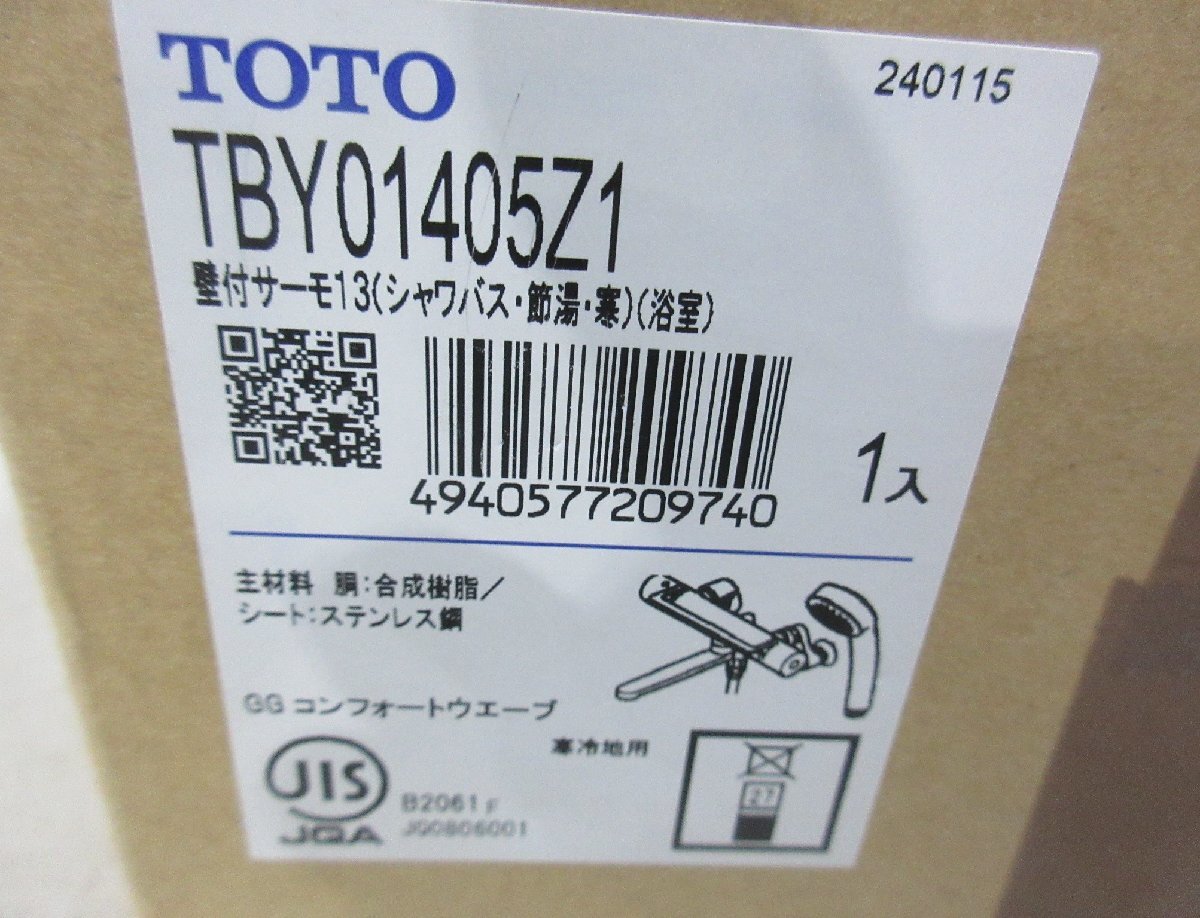 TOTO
240115
TBY01405Z1
壁付サーモ13(シャワバス・節湯・寒)(浴室)
4940577209740
1入
主材料 胴:合成樹脂/
シート:ステンレス鋼
GG コンフォートウエーブ
寒冷地用
27
JIS
JQA
B2061 F
JQ0806001